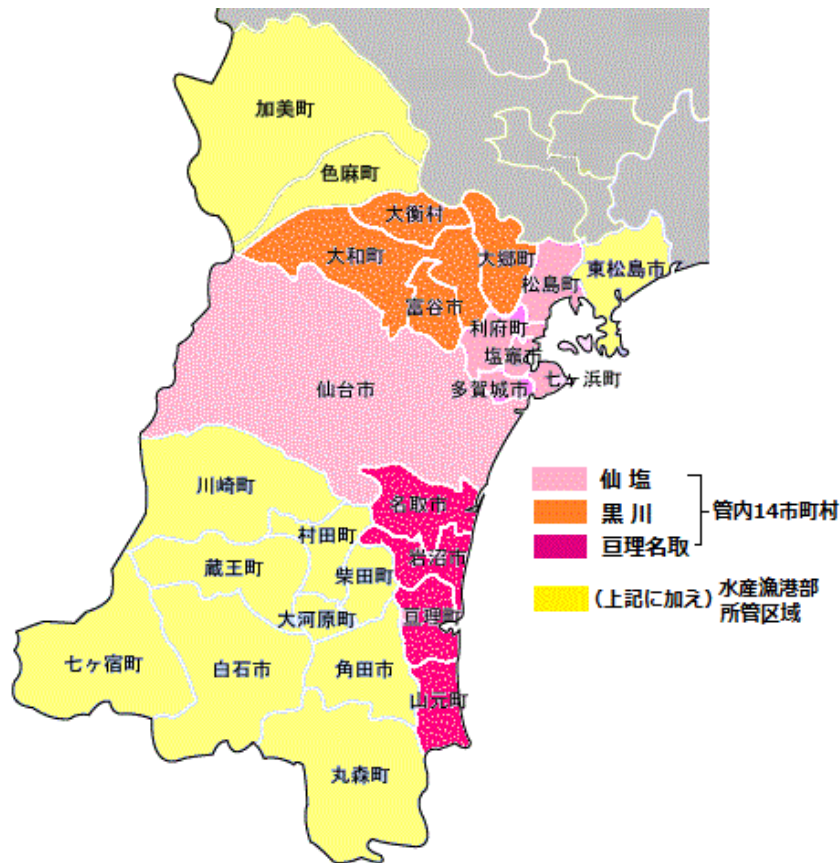 加美町
色麻町
大衡村
大和町
大郷町
東松島市
松島町
富谷市
利府町
塩竈市
仙台市
多賀城市
七ヶ浜町
川崎町
名取市
村田町
岩沼市
蔵王町
柴田町
大河原町
亘理町
七ヶ宿町
白石市
角田市
山元町
丸森町
仙塩
黒川
管内14市町村
亘理名取
(上記に加え)水産漁港部
所管区域